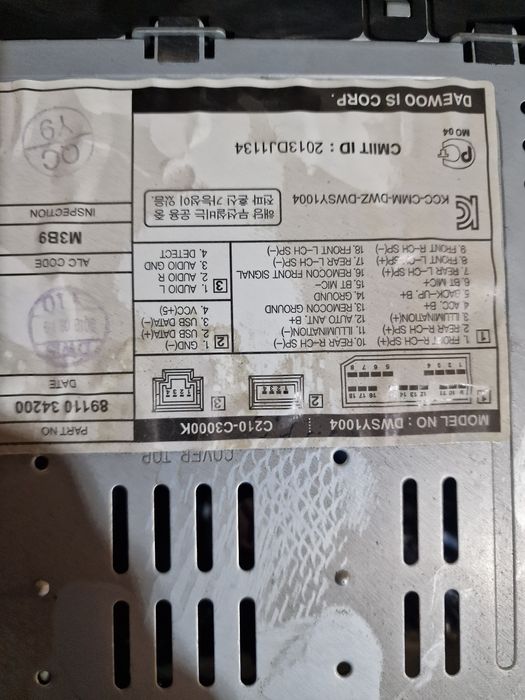 COVER TOP
MODEL NO : DWSY1004
C210-C3000K
1
2
3
1. FRONT R-CH SP(+)
2. REAR R-CH SP(+)
3. ILLUMINATION(+)
4. ACC. B+
5. BACK-UP. B+
6. BT MIC+
7. REAR L-CH SP(+)
8. FRONT L-CH SP(+)
9. FRONT R-CH SP(-)
10. REAR R-CH SP(-)
11. ILLUMINATION(-)
12. AUTO ANT. B+
13. REMOCON GROUND
14. GROUND
15. BT MIC-
16. REMOCON FRONT SIGNAL
17. REAR L-CH SP(-)
18. FRONT L-CH SP(-)
2
1. GND(-)
2. USB DATA(+)
3. USB DATA(-)
4. VCC(+5)
3
1. AUDIO L
2. AUDIO R
3. AUDIO GND
4. DETECT
KCC-CMM-DWZ-DWSY1004
해당 무선설비는 운용 중
전파 혼신 가능성이 있음.
MO 04
CMIIT ID : 2013DJ1134
DAEWOO IS CORP.
PART NO
89110 34200
DATE
ALC CODE
M3B9
INSPECTION
QC